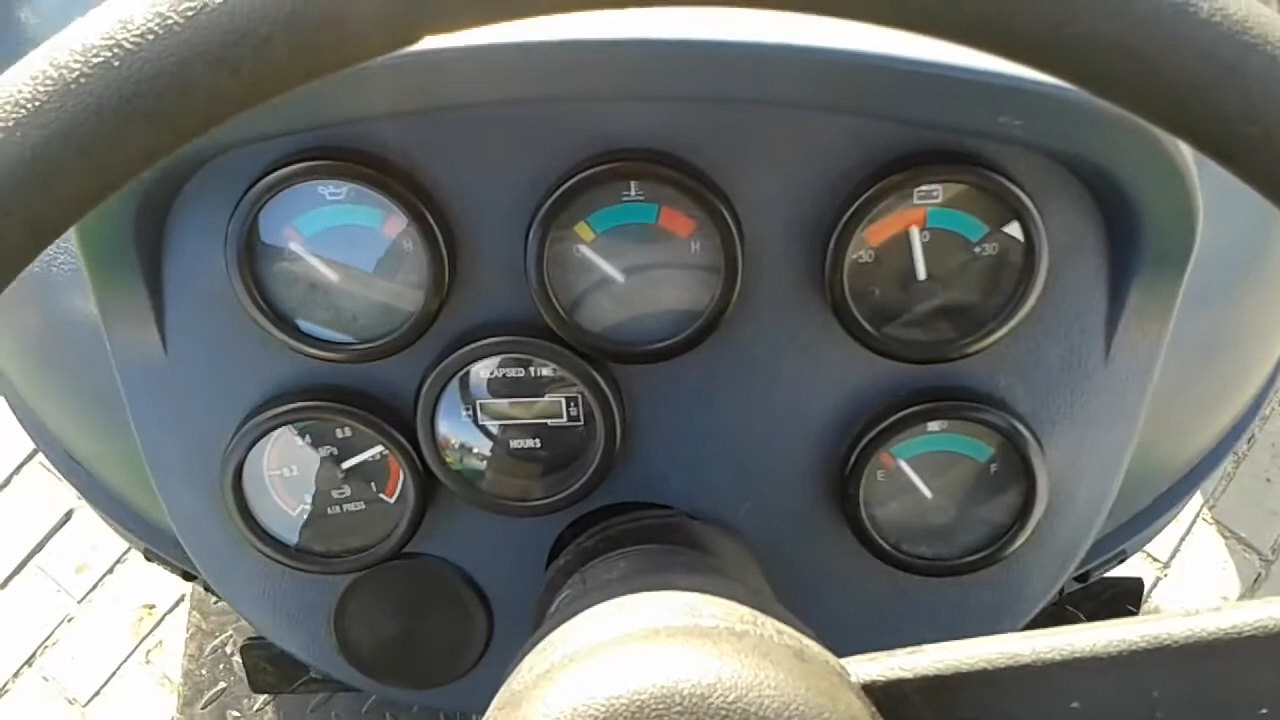 H
H
-30 0 +30
ELAPSED TIME
HOURS
0.2 0.4 0.6
MPa
1
AIR PRESS
E F